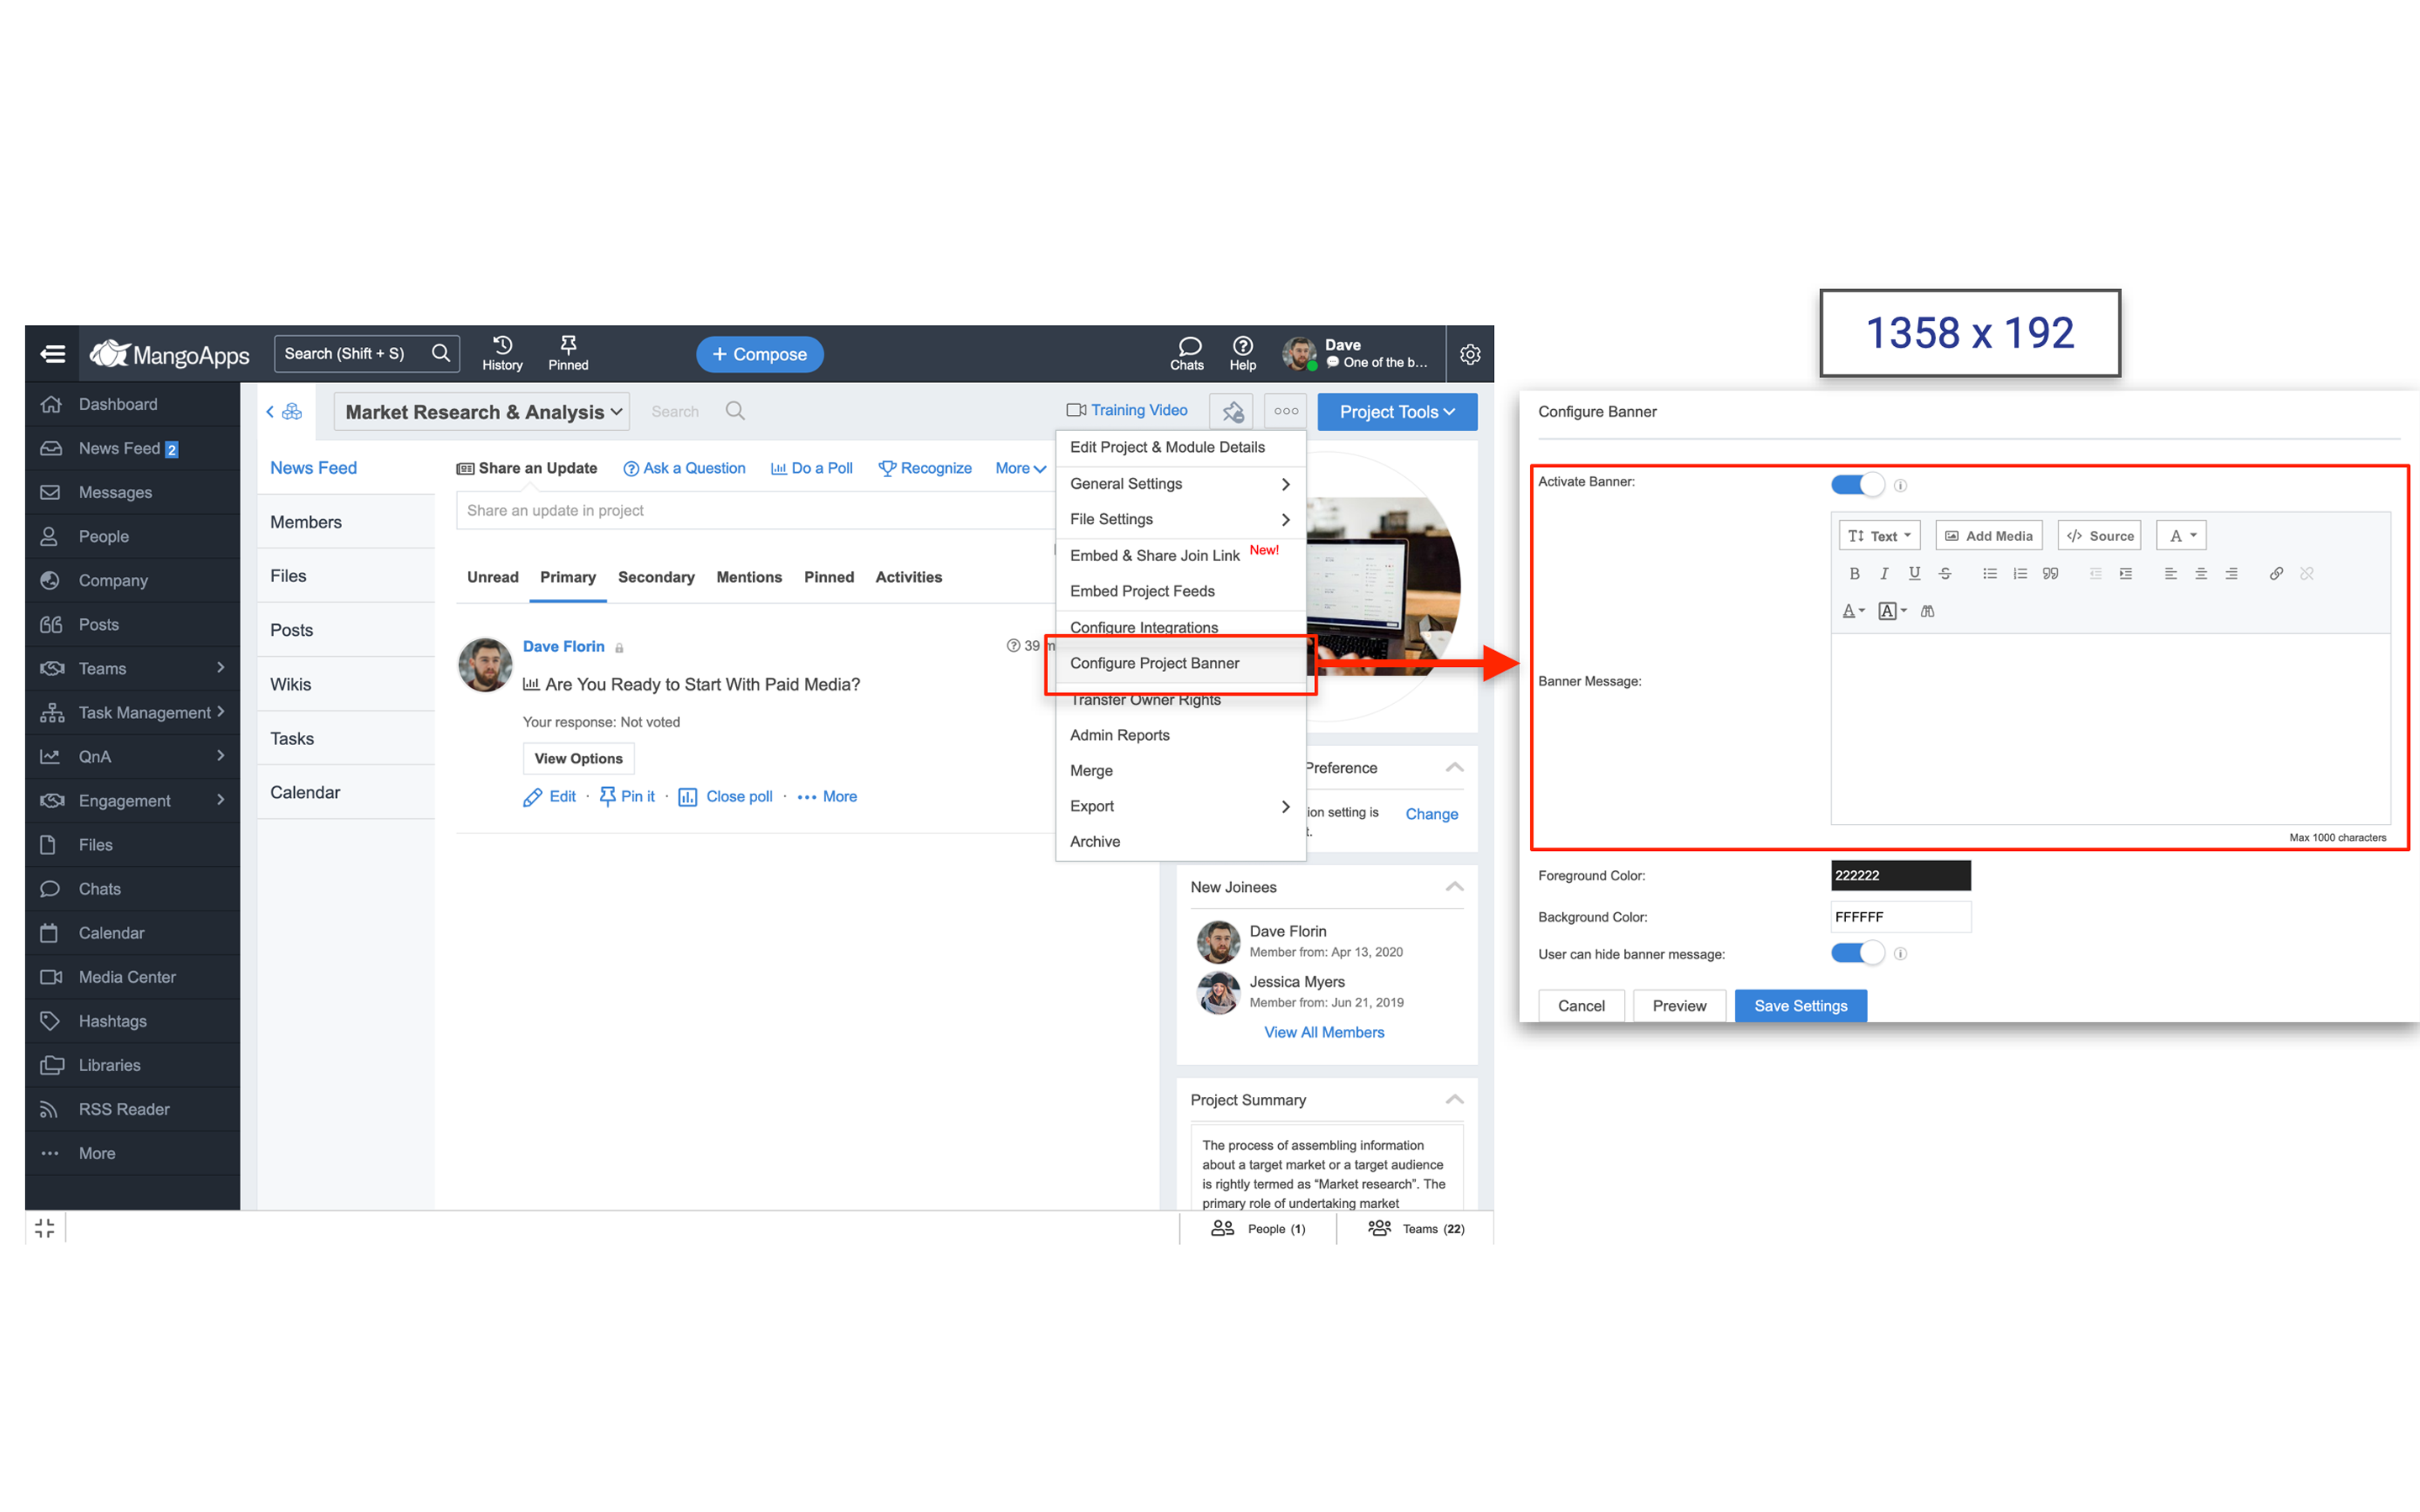 1358 x 192
MangoApps
Search (Shift + S)
History
Pinned
+ Compose
Chats
Help
Dave
One of the b...
Dashboard
News Feed 2
Messages
People
Company
Posts
Teams
Task Management
QnA
Engagement
Files
Chats
Calendar
Media Center
Hashtags
Libraries
RSS Reader
More
Market Research & Analysis
Search
Training Video
Project Tools
News Feed
Members
Files
Posts
Wikis
Tasks
Calendar
Share an Update
Ask a Question
Do a Poll
Recognize
More
Share an update in project
Unread
Primary
Secondary
Mentions
Pinned
Activities
Dave Florin
39 m
Are You Ready to Start With Paid Media?
Your response: Not voted
View Options
Edit · Pin it · Close poll · More
Edit Project & Module Details
General Settings
File Settings
Embed & Share Join Link New!
Embed Project Feeds
Configure Integrations
Configure Project Banner
Transfer Owner Rights
Admin Reports
Merge
Export
Archive
Preference
ion setting is
t.
Change
New Joinees
Dave Florin
Member from: Apr 13, 2020
Jessica Myers
Member from: Jun 21, 2019
View All Members
Project Summary
The process of assembling information
about a target market or a target audience
is rightly termed as “Market research”. The
primary role of undertaking market
People (1)
Teams (22)
Configure Banner
Activate Banner:
Text
Add Media
Source
A
B I U S
A A
Banner Message:
Max 1000 characters
Foreground Color:
222222
Background Color:
FFFFFF
User can hide banner message:
Cancel
Preview
Save Settings